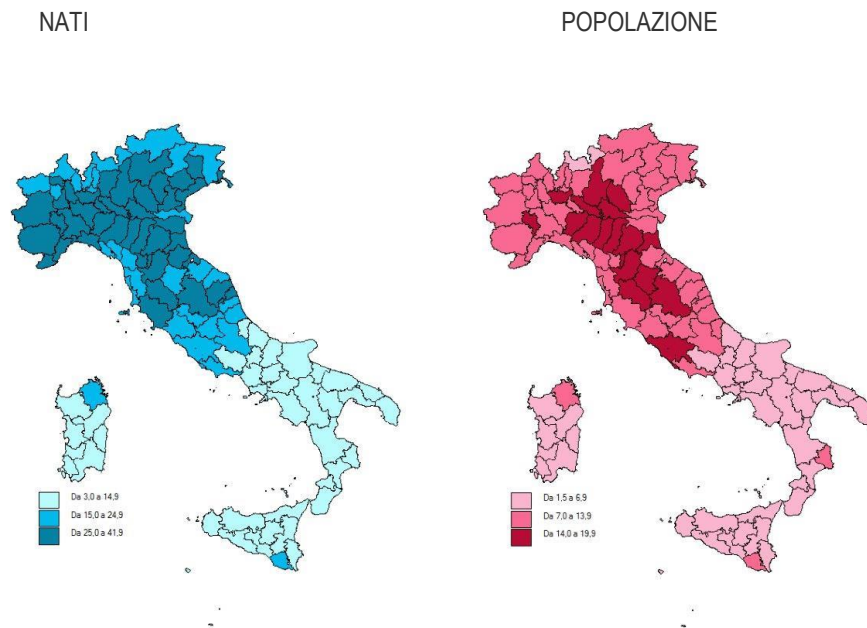 NATI
POPOLAZIONE
Da 3,0 a 14,9
Da 15,0 a 24,9
Da 25,0 a 41,9
Da 1,5 a 6,9
Da 7,0 a 13,9
Da 14,0 a 19,9